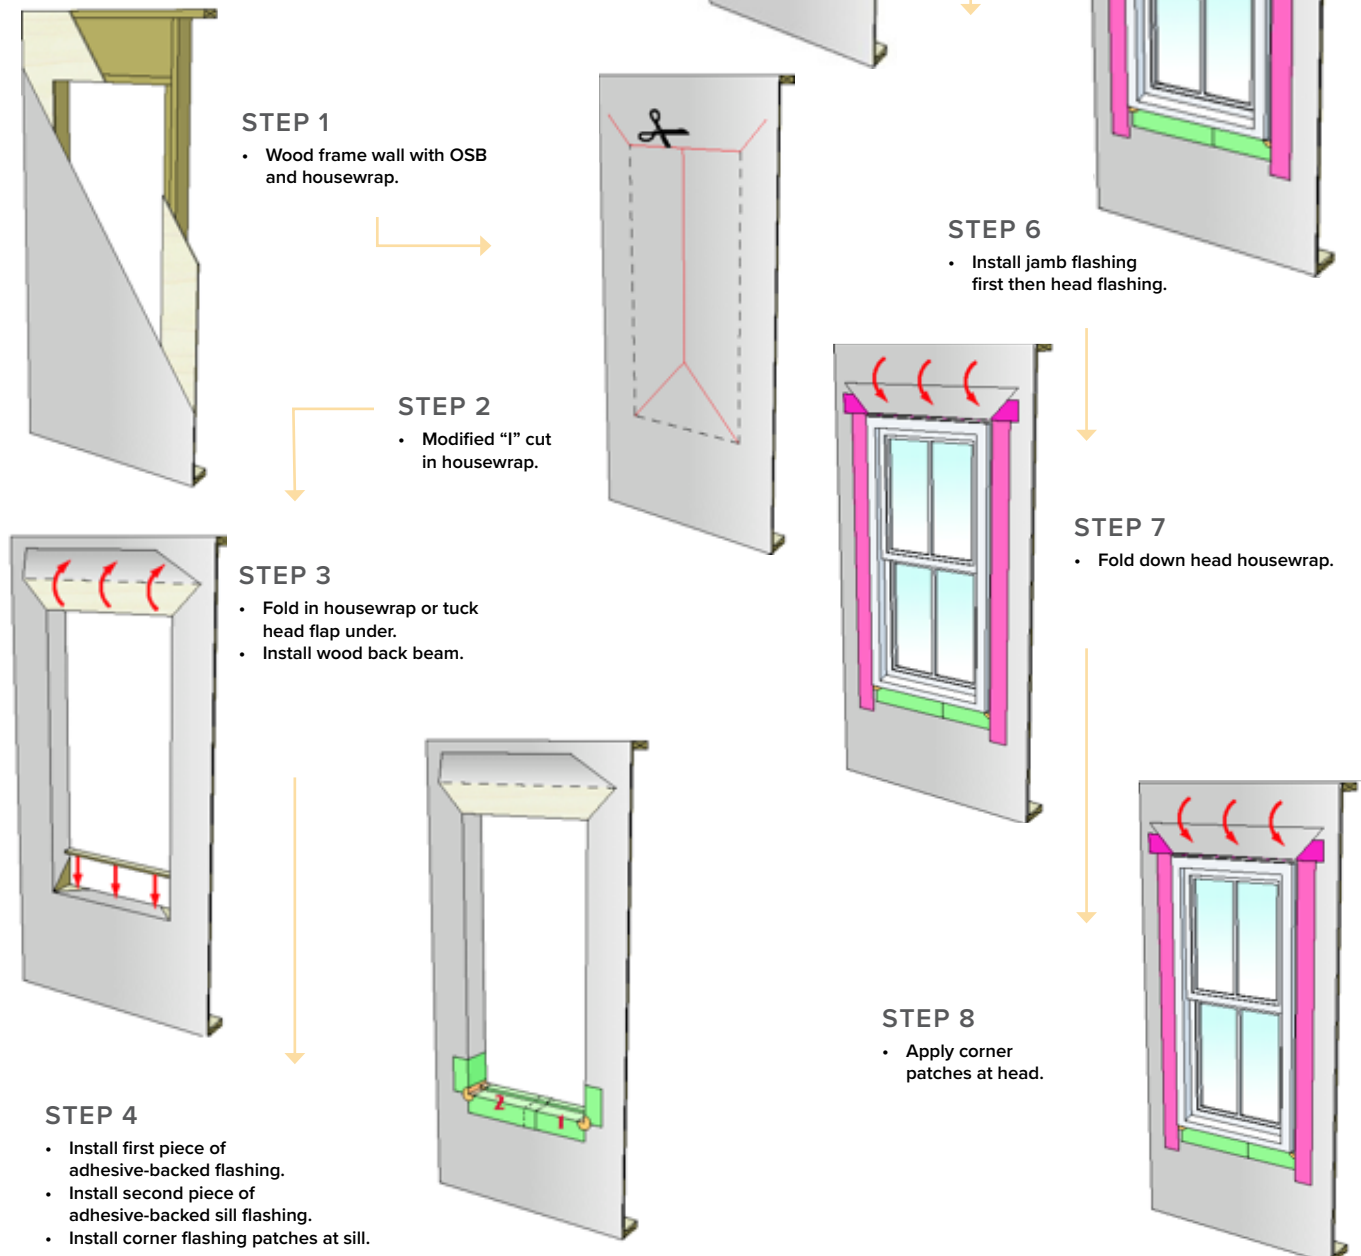 STEP 1
• Wood frame wall with OSB
and housewrap.
STEP 2
• Modified “I” cut
in housewrap.
STEP 3
• Fold in housewrap or tuck
head flap under.
• Install wood back beam.
STEP 4
• Install first piece of
adhesive-backed flashing.
• Install second piece of
adhesive-backed sill flashing.
• Install corner flashing patches at sill.
2
1
STEP 6
• Install jamb flashing
first then head flashing.
STEP 7
• Fold down head housewrap.
STEP 8
• Apply corner
patches at head.